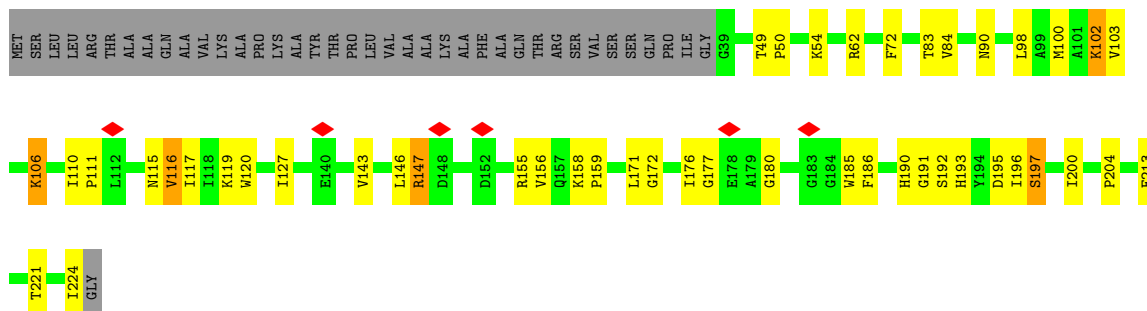 MET SER LEU LEU ARG THR ALA ALA GLN ALA VAL LYS ALA PRO LYS ALA TYR THR PRO LEU VAL ALA ALA LYS ALA PHE ALA GLN THR ARG SER VAL SER SER GLN PRO ILE GLY G39 T49 P50 K54 R62 F72 T83 V84 N90 L98 A99 M100 A101 K102 V103
K106 I110 P111 L112 N115 V116 I117 I118 K119 W120 I127 E140 V143 L146 R147 D148 D152 R155 V156 Q157 K158 P159 L171 G172 I176 G177 E178 A179 G180 G183 G184 W185 F186 H190 G191 S192 H193 Y194 D195 I196 S197 I200 P204
T221 I224 GLY